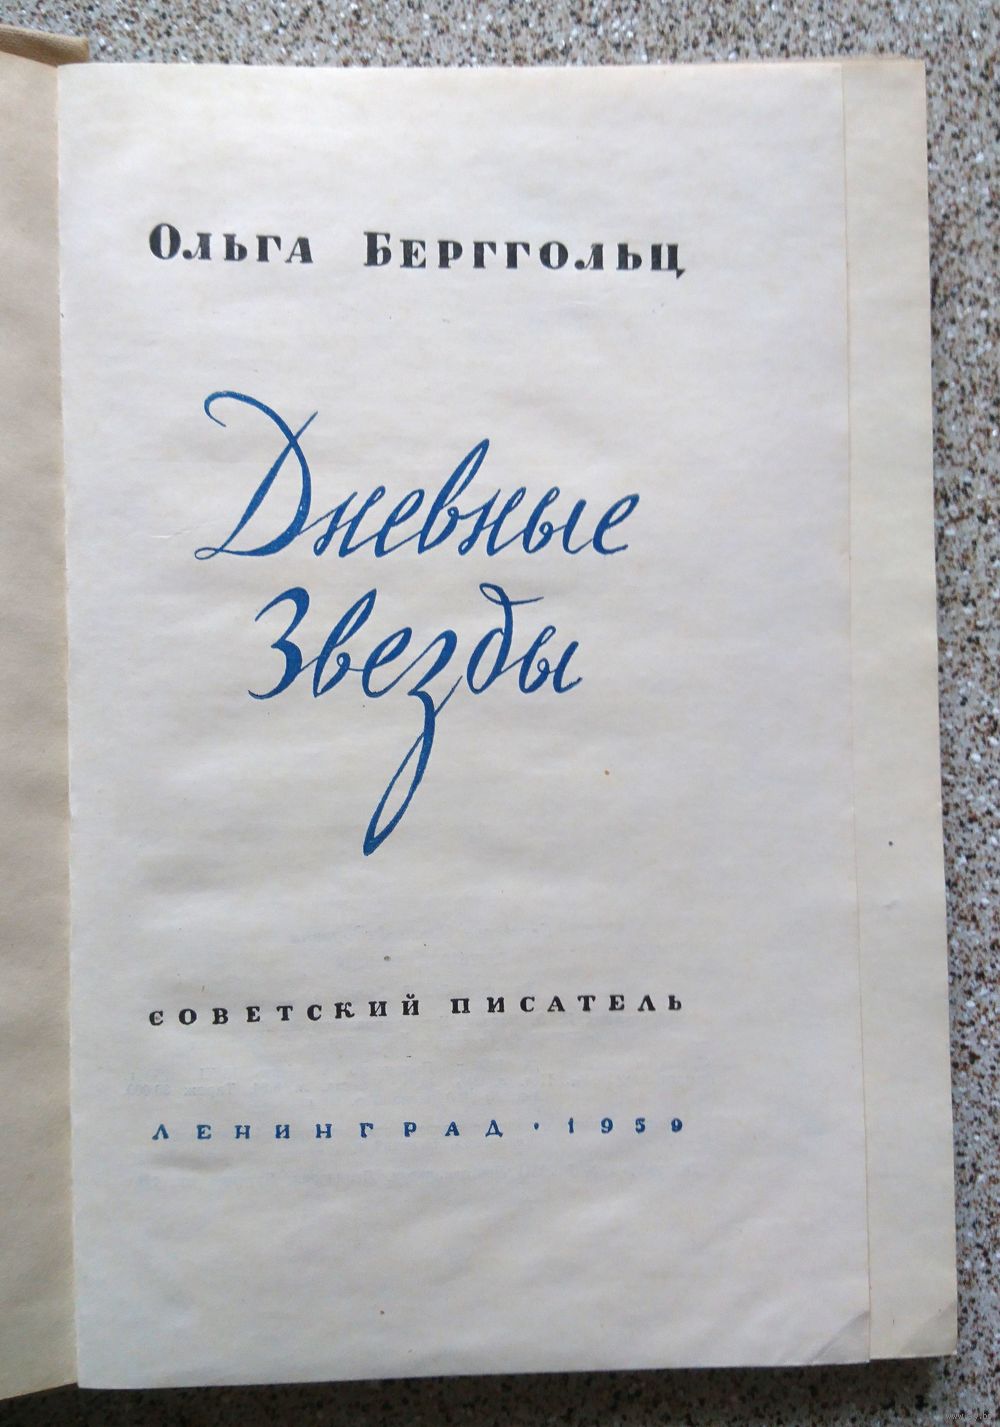 Ольга Берггольц
Дневные
Звезды
СОВЕТСКИЙ ПИСАТЕЛЬ
ЛЕНИНГРАД · 1959